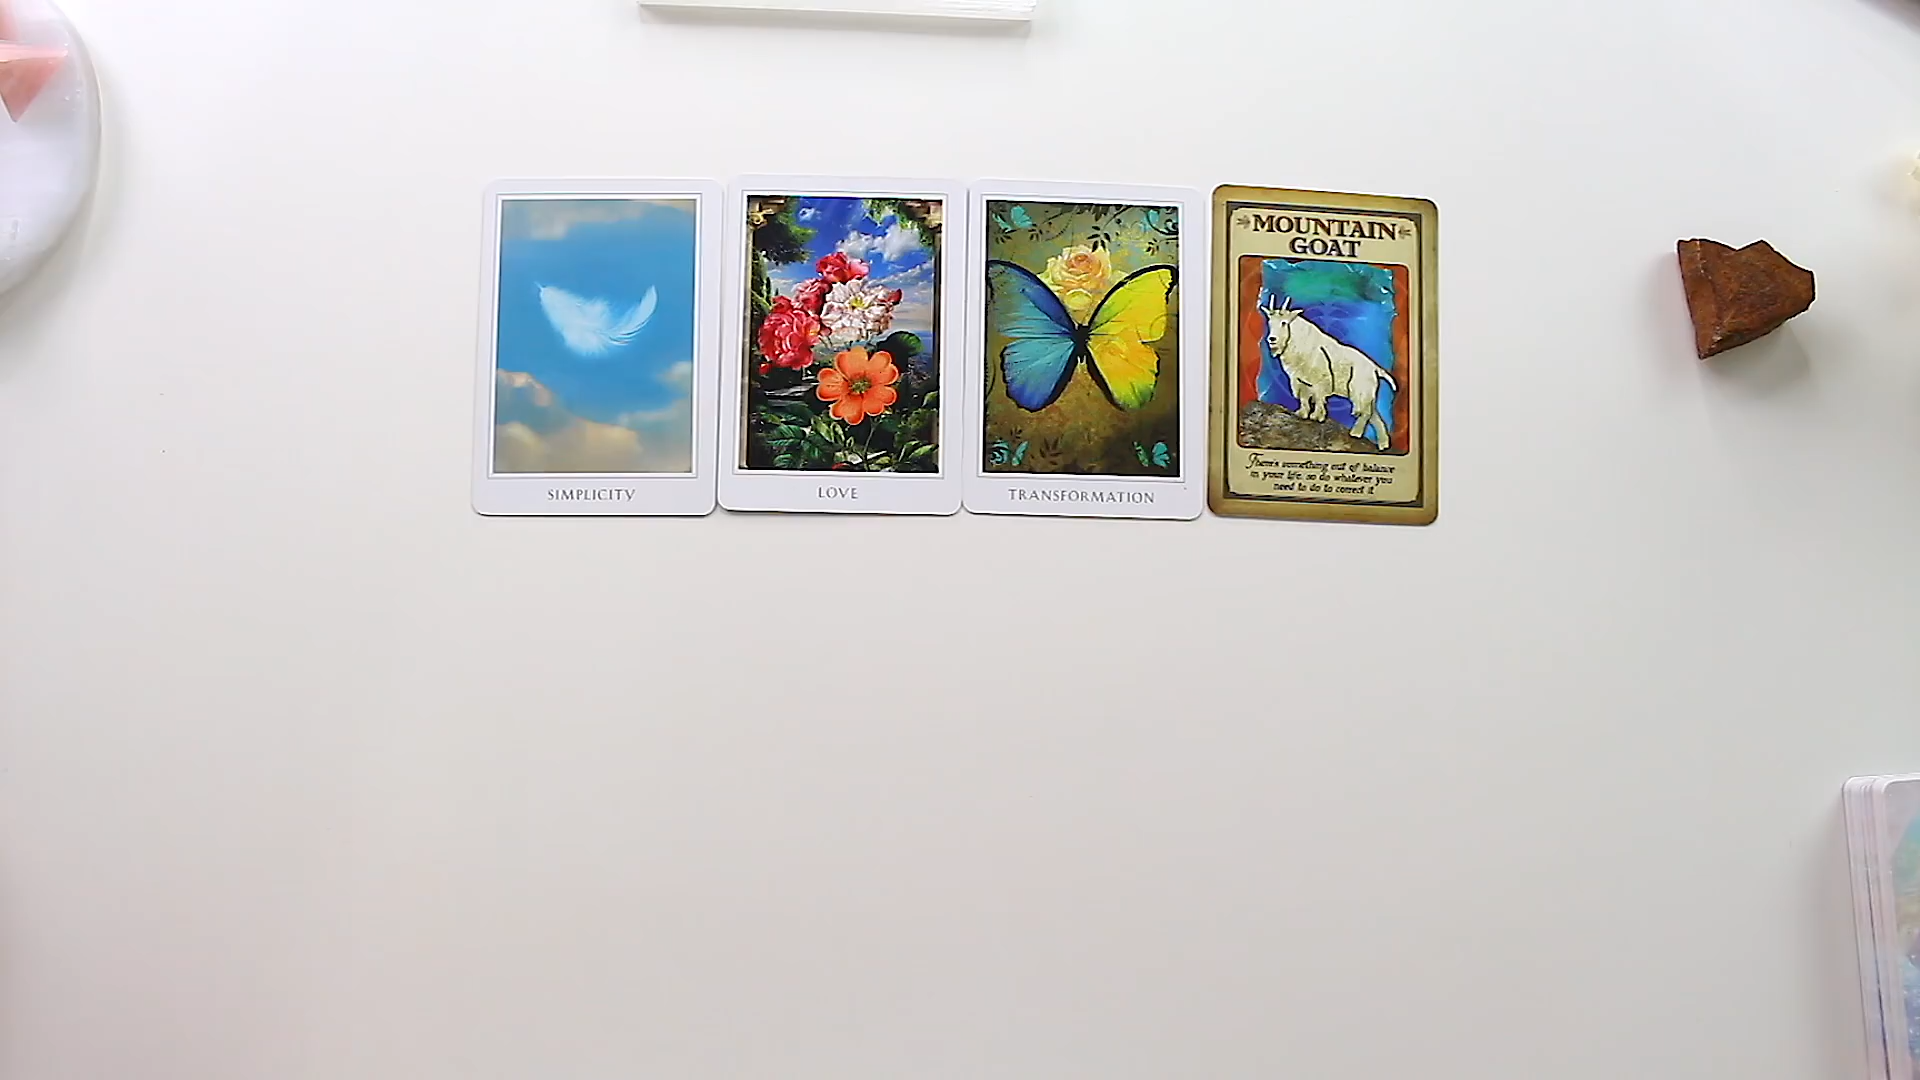 SIMPLICITY
LOVE
TRANSFORMATION
MOUNTAIN
GOAT
There's something out of balance
in your life, so do whatever you
need to do to correct it